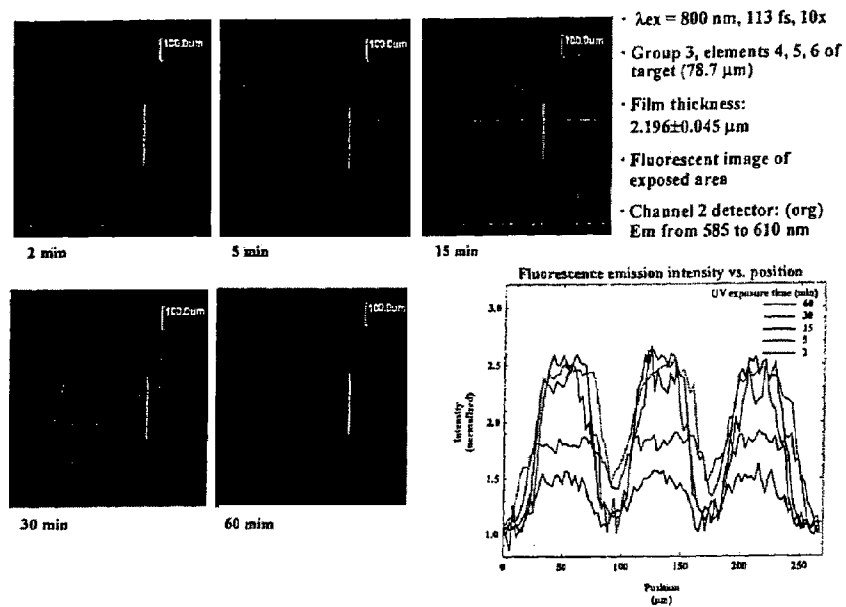 100.0um
100.0um
100.0um
2 min
5 min
15 min
· λex = 800 nm, 113 fs, 10x
· Group 3, elements 4, 5, 6 of
target (78.7 μm)
· Film thickness:
2.196±0.045 μm
· Fluorescent image of
exposed area
· Channel 2 detector: (org)
Em from 585 to 610 nm
100.0um
100.0um
30 min
60 mim
Fluorescence emission intensity vs. position
UV exposure time (min)
60
30
15
5
2
3.0
2.5
2.0
1.5
1.0
Intensity
(normalized)
0
50
100
150
200
250
Position
(μm)